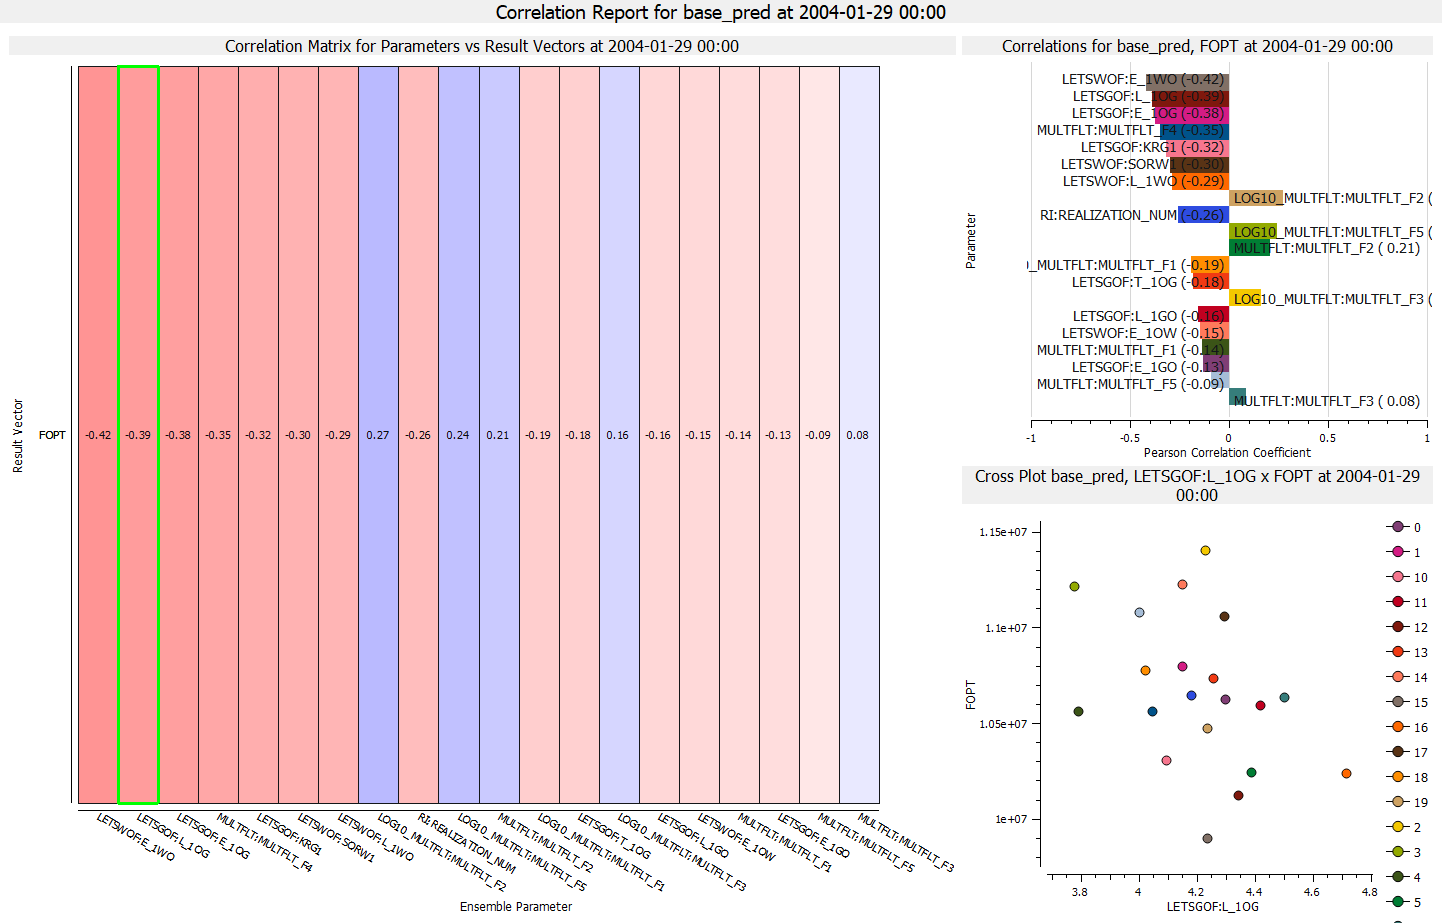 Correlation Report for base_pred at 2004-01-29 00:00
Correlation Matrix for Parameters vs Result Vectors at 2004-01-29 00:00
Result Vector
FOPT
-0.42 -0.39 -0.38 -0.35 -0.32 -0.30 -0.29 0.27 -0.26 0.24 0.21 -0.19 -0.18 0.16 -0.16 -0.15 -0.14 -0.13 -0.09 0.08
LETSWOF:E_1WO
LETSGOF:L_1OG
LETSGOF:E_1OG
MULTFLT:MULTFLT_F4
LETSGOF:KRG1
LETSWOF:SORW1
LETSWOF:L_1WO
LOG10_MULTFLT:MULTFLT_F2
RI:REALIZATION_NUM
LOG10_MULTFLT:MULTFLT_F5
MULTFLT:MULTFLT_F2
LOG10_MULTFLT:MULTFLT_F1
LETSGOF:T_1OG
LOG10_MULTFLT:MULTFLT_F3
LETSGOF:L_1GO
LETSWOF:E_1OW
MULTFLT:MULTFLT_F1
LETSGOF:E_1GO
MULTFLT:MULTFLT_F5
MULTFLT:MULTFLT_F3
Ensemble Parameter
Correlations for base_pred, FOPT at 2004-01-29 00:00
Parameter
LETSWOF:E_1WO (-0.42)
LETSGOF:L_1OG (-0.39)
LETSGOF:E_1OG (-0.38)
MULTFLT:MULTFLT_F4 (-0.35)
LETSGOF:KRG1 (-0.32)
LETSWOF:SORW1 (-0.30)
LETSWOF:L_1WO (-0.29)
LOG10_MULTFLT:MULTFLT_F2 (
RI:REALIZATION_NUM (-0.26)
LOG10_MULTFLT:MULTFLT_F5 (
MULTFLT:MULTFLT_F2 ( 0.21)
0_MULTFLT:MULTFLT_F1 (-0.19)
LETSGOF:T_1OG (-0.18)
LOG10_MULTFLT:MULTFLT_F3 (
LETSGOF:L_1GO (-0.16)
LETSWOF:E_1OW (-0.15)
MULTFLT:MULTFLT_F1 (-0.14)
LETSGOF:E_1GO (-0.13)
MULTFLT:MULTFLT_F5 (-0.09)
MULTFLT:MULTFLT_F3 ( 0.08)
-1 -0.5 0 0.5 1
Pearson Correlation Coefficient
Cross Plot base_pred, LETSGOF:L_1OG x FOPT at 2004-01-29
00:00
FOPT
1.15e+07
1.1e+07
1.05e+07
1e+07
3.8 4 4.2 4.4 4.6 4.8
LETSGOF:L_1OG
0
1
10
11
12
13
14
15
16
17
18
19
2
3
4
5